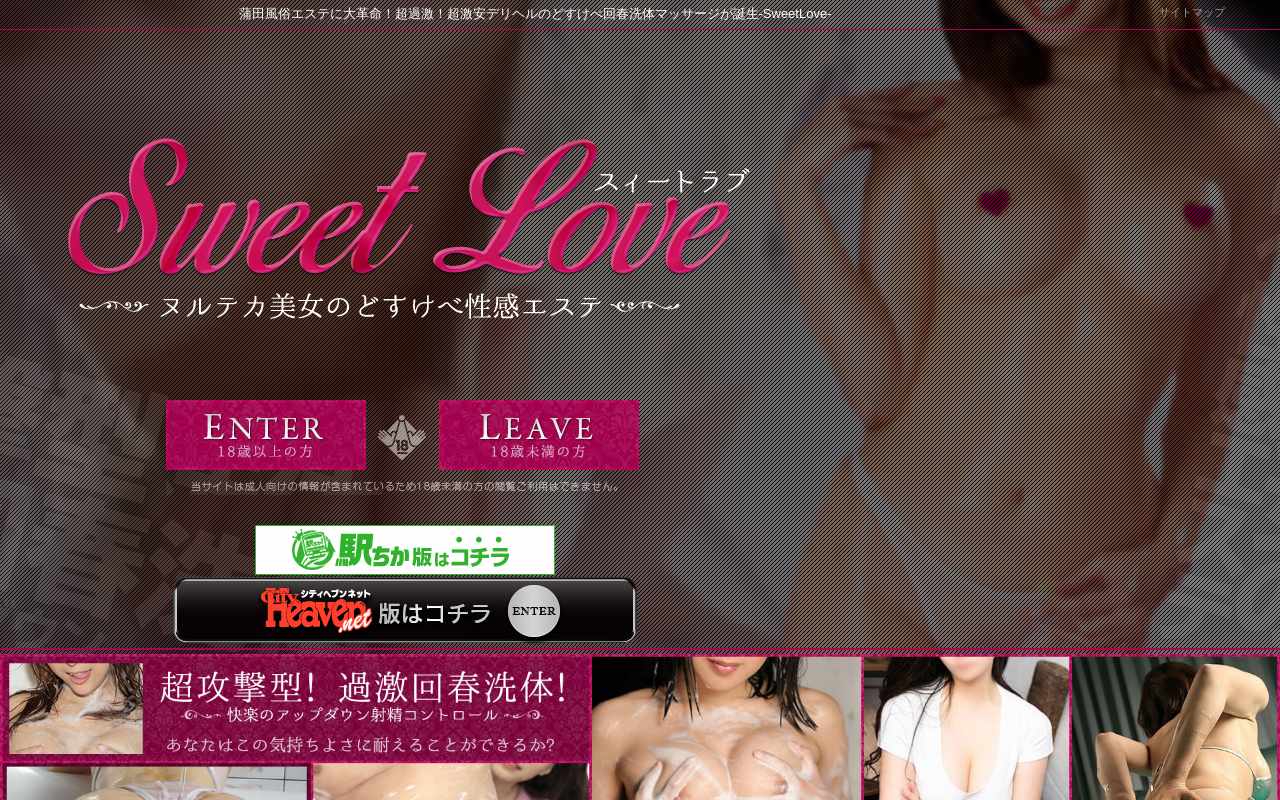 蒲田風俗エステに大革命！超過激！超激安デリヘルのどすけべ回春洗体マッサージが誕生-SweetLove-
サイトマップ
Sweet Love
スィートラブ
ヌルテカ美女のどすけべ性感エステ
ENTER
18歳以上の方
18
LEAVE
18歳未満の方
当サイトは成人向けの情報が含まれているため18歳未満の方の閲覧ご利用はできません。
駅ちか版はコチラ
シティヘブンネット
City Heaven.net 版はコチラ ENTER
超攻撃型！過激回春洗体！
快楽のアップダウン射精コントロール
あなたはこの気持ちよさに耐えることができるか？